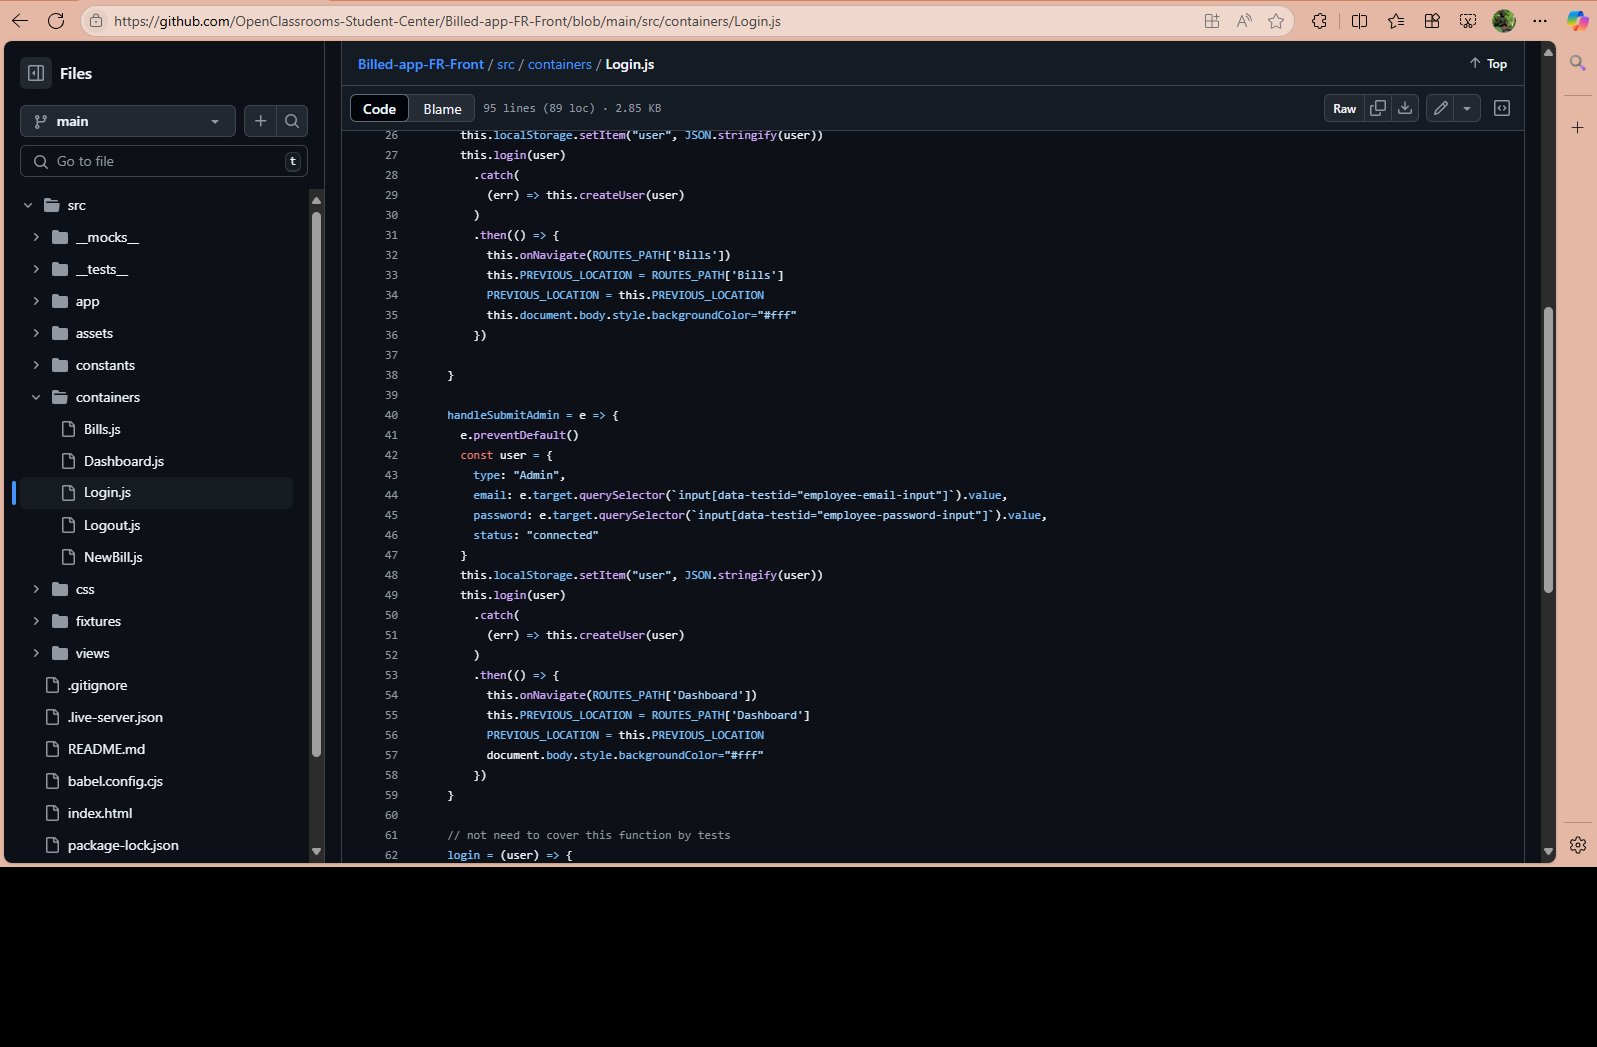 https://github.com/OpenClassrooms-Student-Center/Billed-app-FR-Front/blob/main/src/containers/Login.js
Files
main
Go to file
t
src
__mocks__
__tests__
app
assets
constants
containers
Bills.js
Dashboard.js
Login.js
Logout.js
NewBill.js
css
fixtures
views
.gitignore
.live-server.json
README.md
babel.config.cjs
index.html
package-lock.json
Billed-app-FR-Front / src / containers / Login.js
Top
Code Blame 95 lines (89 loc) · 2.85 KB
Raw
26 this.localStorage.setItem("user", JSON.stringify(user))
27 this.login(user)
28 .catch(
29 (err) => this.createUser(user)
30 )
31 .then(() => {
32 this.onNavigate(ROUTES_PATH['Bills'])
33 this.PREVIOUS_LOCATION = ROUTES_PATH['Bills']
34 PREVIOUS_LOCATION = this.PREVIOUS_LOCATION
35 this.document.body.style.backgroundColor="#fff"
36 })
37
38 }
39
40 handleSubmitAdmin = e => {
41 e.preventDefault()
42 const user = {
43 type: "Admin",
44 email: e.target.querySelector(`input[data-testid="employee-email-input"]`).value,
45 password: e.target.querySelector(`input[data-testid="employee-password-input"]`).value,
46 status: "connected"
47 }
48 this.localStorage.setItem("user", JSON.stringify(user))
49 this.login(user)
50 .catch(
51 (err) => this.createUser(user)
52 )
53 .then(() => {
54 this.onNavigate(ROUTES_PATH['Dashboard'])
55 this.PREVIOUS_LOCATION = ROUTES_PATH['Dashboard']
56 PREVIOUS_LOCATION = this.PREVIOUS_LOCATION
57 document.body.style.backgroundColor="#fff"
58 })
59 }
60
61 // not need to cover this function by tests
62 login = (user) => {